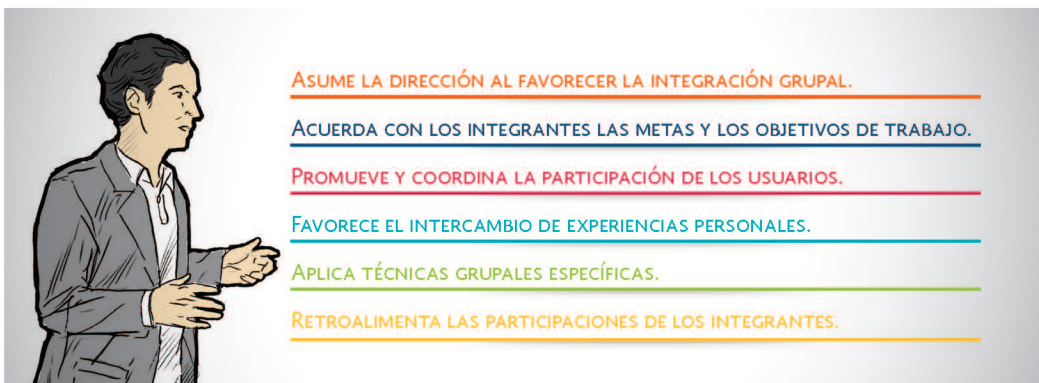 Asume la dirección al favorecer la integración grupal.
Acuerda con los integrantes las metas y los objetivos de trabajo.
Promueve y coordina la participación de los usuarios.
Favorece el intercambio de experiencias personales.
Aplica técnicas grupales específicas.
Retroalimenta las participaciones de los integrantes.